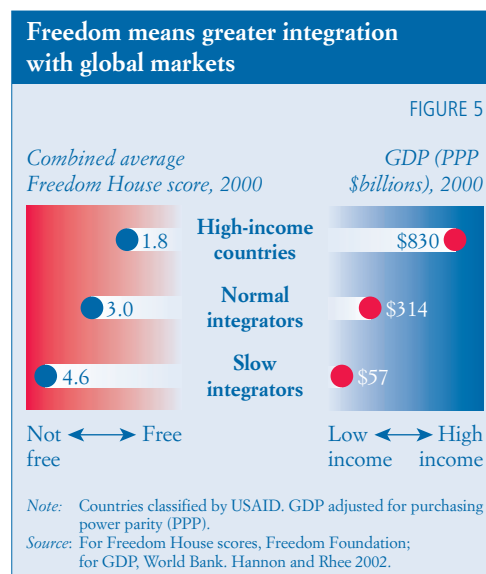 Freedom means greater integration
with global markets
FIGURE 5
Combined average
Freedom House score, 2000
GDP (PPP
$billions), 2000
1.8
High-income
countries
$830
3.0
Normal
integrators
$314
4.6
Slow
integrators
$57
Not
free
Free
Low
income
High
income
Note: Countries classified by USAID. GDP adjusted for purchasing
power parity (PPP).
Source: For Freedom House scores, Freedom Foundation;
for GDP, World Bank. Hannon and Rhee 2002.